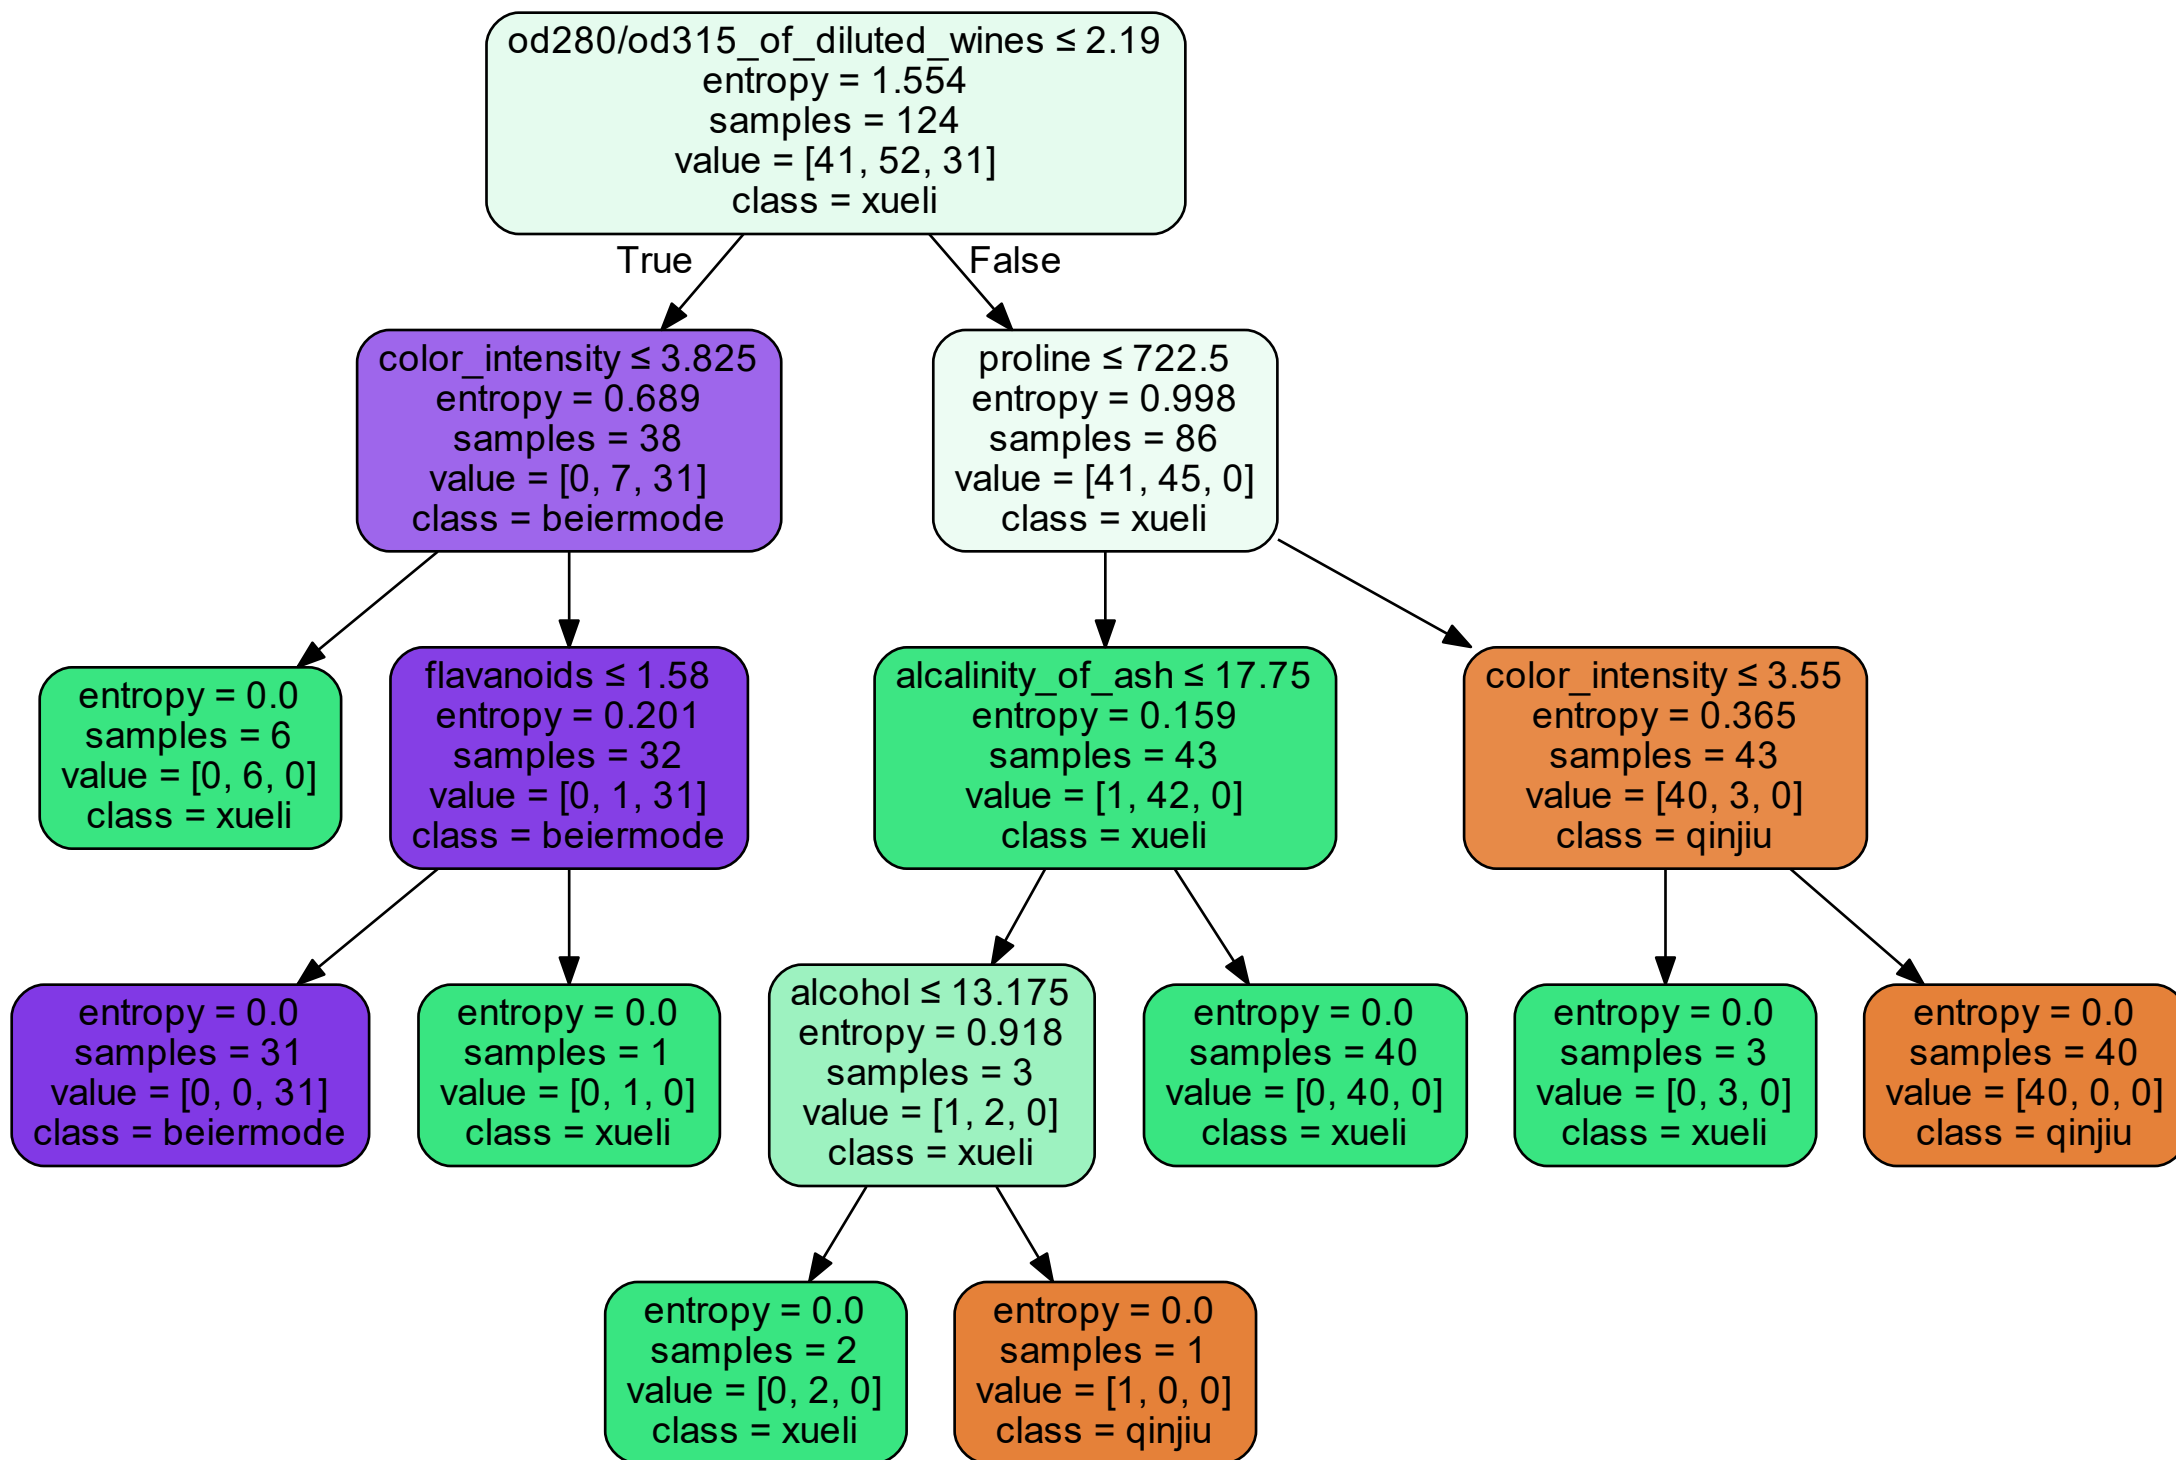 od280/od315_of_diluted_wines ≤ 2.19
entropy = 1.554
samples = 124
value = [41, 52, 31]
class = xueli
True
False
color_intensity ≤ 3.825
entropy = 0.689
samples = 38
value = [0, 7, 31]
class = beiermode
proline ≤ 722.5
entropy = 0.998
samples = 86
value = [41, 45, 0]
class = xueli
entropy = 0.0
samples = 6
value = [0, 6, 0]
class = xueli
flavanoids ≤ 1.58
entropy = 0.201
samples = 32
value = [0, 1, 31]
class = beiermode
alcalinity_of_ash ≤ 17.75
entropy = 0.159
samples = 43
value = [1, 42, 0]
class = xueli
color_intensity ≤ 3.55
entropy = 0.365
samples = 43
value = [40, 3, 0]
class = qinjiu
entropy = 0.0
samples = 31
value = [0, 0, 31]
class = beiermode
entropy = 0.0
samples = 1
value = [0, 1, 0]
class = xueli
alcohol ≤ 13.175
entropy = 0.918
samples = 3
value = [1, 2, 0]
class = xueli
entropy = 0.0
samples = 40
value = [0, 40, 0]
class = xueli
entropy = 0.0
samples = 3
value = [0, 3, 0]
class = xueli
entropy = 0.0
samples = 40
value = [40, 0, 0]
class = qinjiu
entropy = 0.0
samples = 2
value = [0, 2, 0]
class = xueli
entropy = 0.0
samples = 1
value = [1, 0, 0]
class = qinjiu